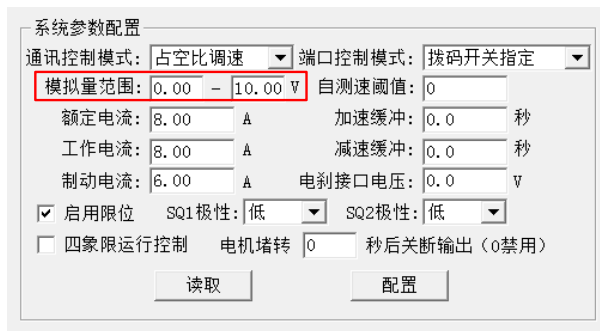 系统参数配置
通讯控制模式: 占空比调速 端口控制模式: 拨码开关指定
模拟量范围: 0.00 - 10.00 V 自测速阈值: 0
额定电流: 8.00 A 加速缓冲: 0.0 秒
工作电流: 8.00 A 减速缓冲: 0.0 秒
制动电流: 6.00 A 电刹接口电压: 0.0 V
启用限位 SQ1极性: 低 SQ2极性: 低
四象限运行控制 电机堵转 0 秒后关断输出（0禁用）
读取 配置